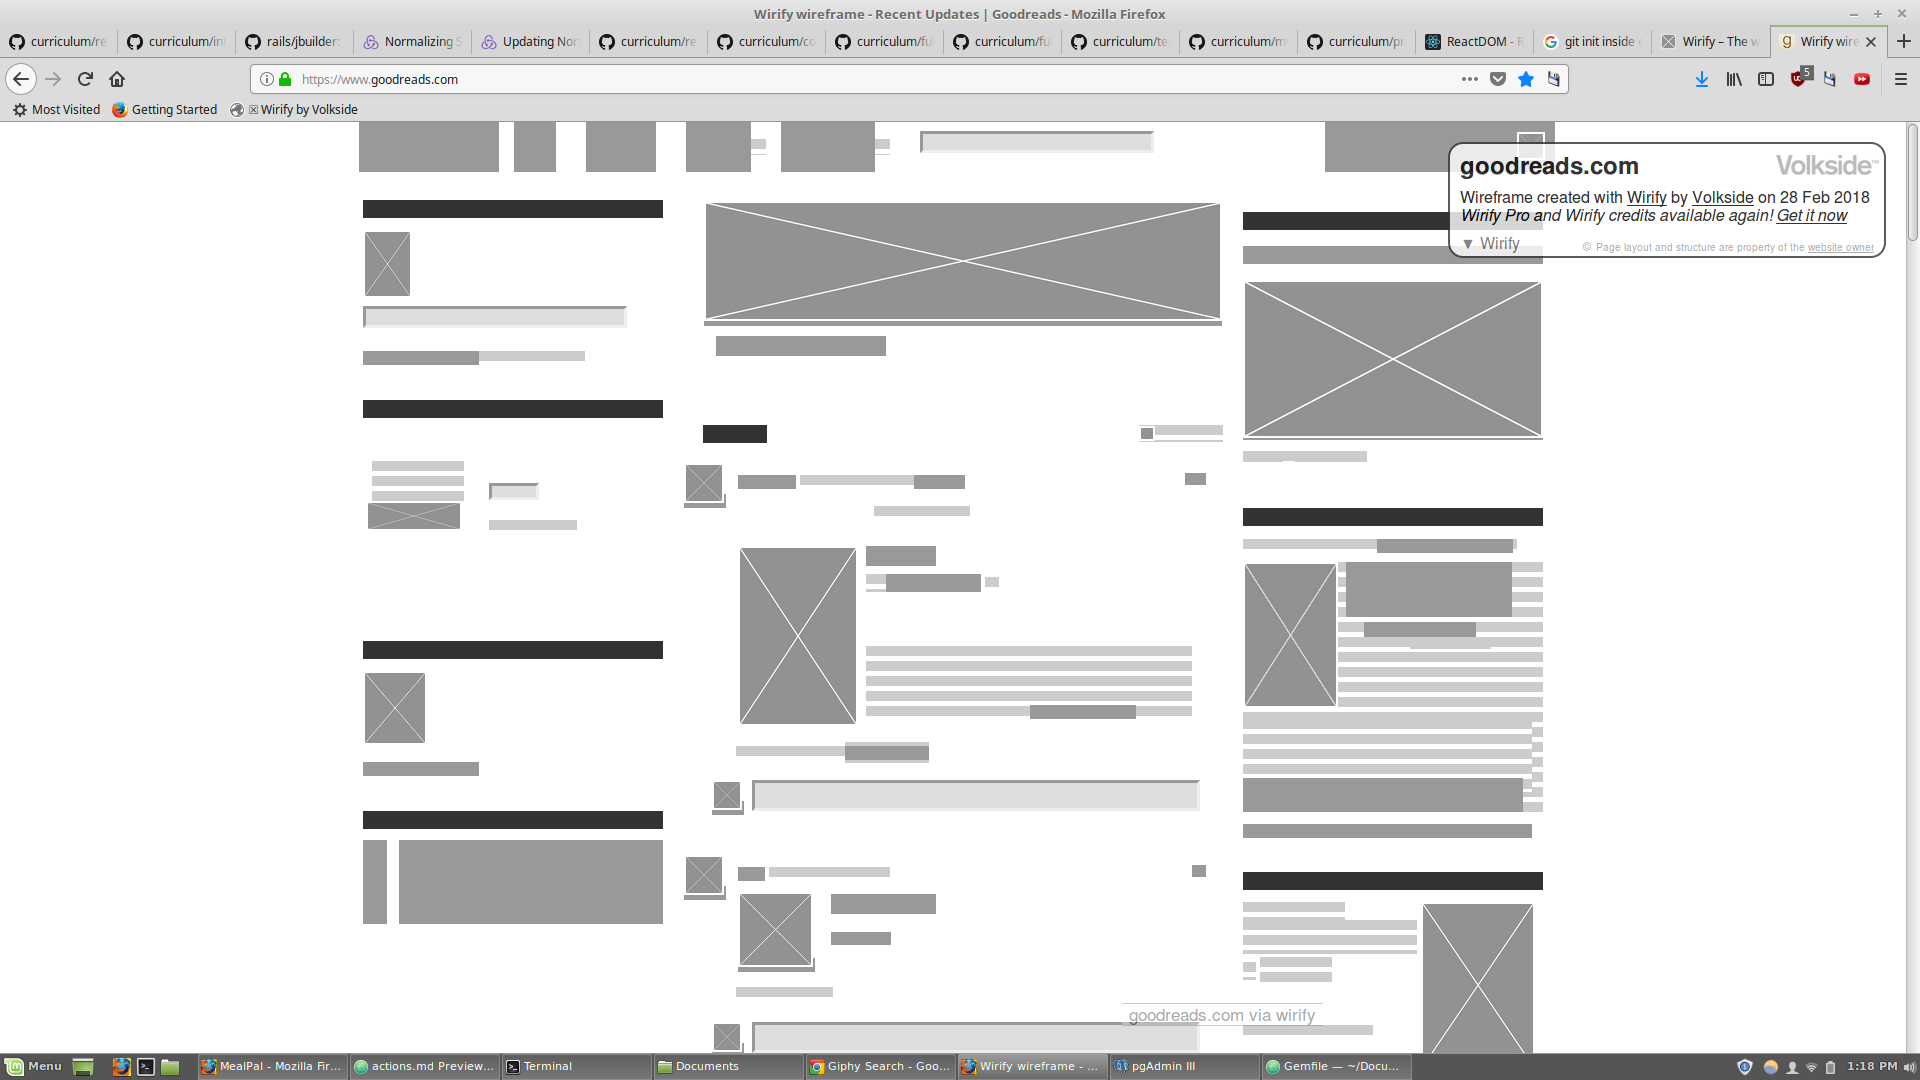 Wirify wireframe - Recent Updates | Goodreads - Mozilla Firefox
curriculum/re
curriculum/int
rails/jbuilder:
Normalizing S
Updating Nor
curriculum/re
curriculum/co
curriculum/fu
curriculum/fu
curriculum/te
curriculum/m
curriculum/pr
ReactDOM - R
git init inside
Wirify – The w
Wirify wire
https://www.goodreads.com
5
Most Visited
Getting Started
Wirify by Volkside
goodreads.com
Volkside™
Wireframe created with Wirify by Volkside on 28 Feb 2018
Wirify Pro and Wirify credits available again! Get it now
▼ Wirify
© Page layout and structure are property of the website owner
goodreads.com via wirify
Menu
MealPal - Mozilla Fir...
actions.md Preview...
Terminal
Documents
Giphy Search - Goo...
Wirify wireframe - ...
pgAdmin III
Gemfile — ~/Docu...
1:18 PM